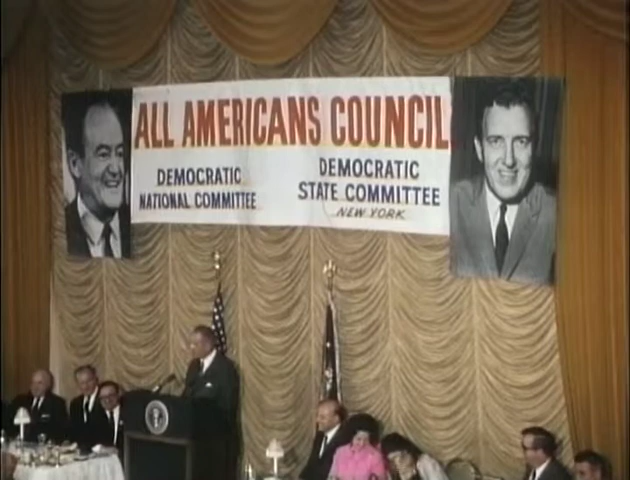 ALL AMERICANS COUNCIL
DEMOCRATIC
NATIONAL COMMITTEE
DEMOCRATIC
STATE COMMITTEE
NEW YORK